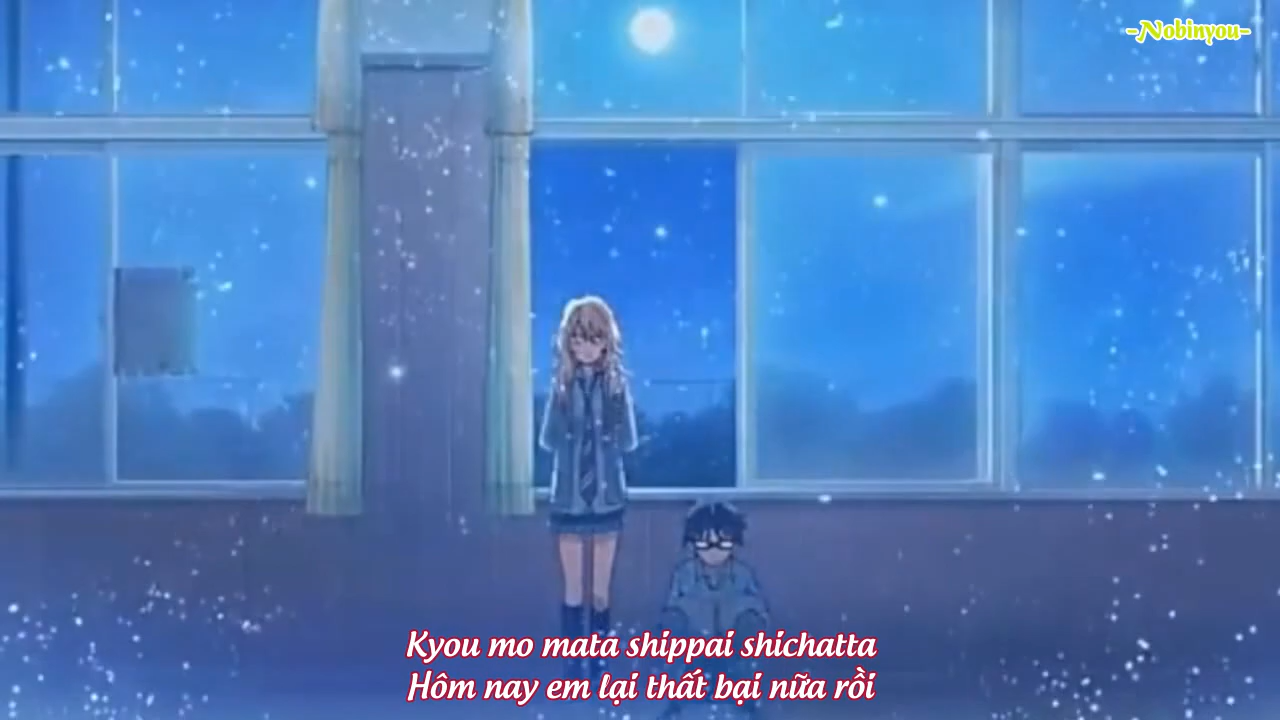 -Nobinyou-
Kyou mo mata shippai shichatta
Hôm nay em lại thất bại nữa rồi